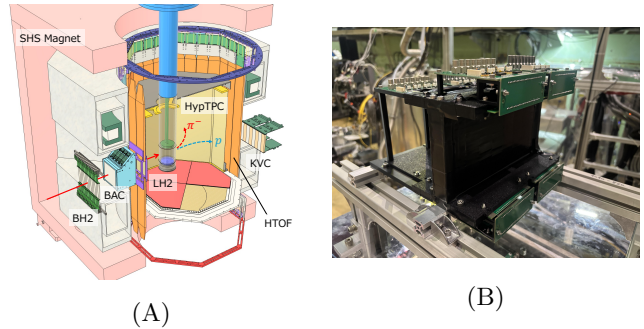 SHS Magnet
HypTPC
π⁻
p
KVC
LH2
BAC
BH2
HTOF
(A)
(B)